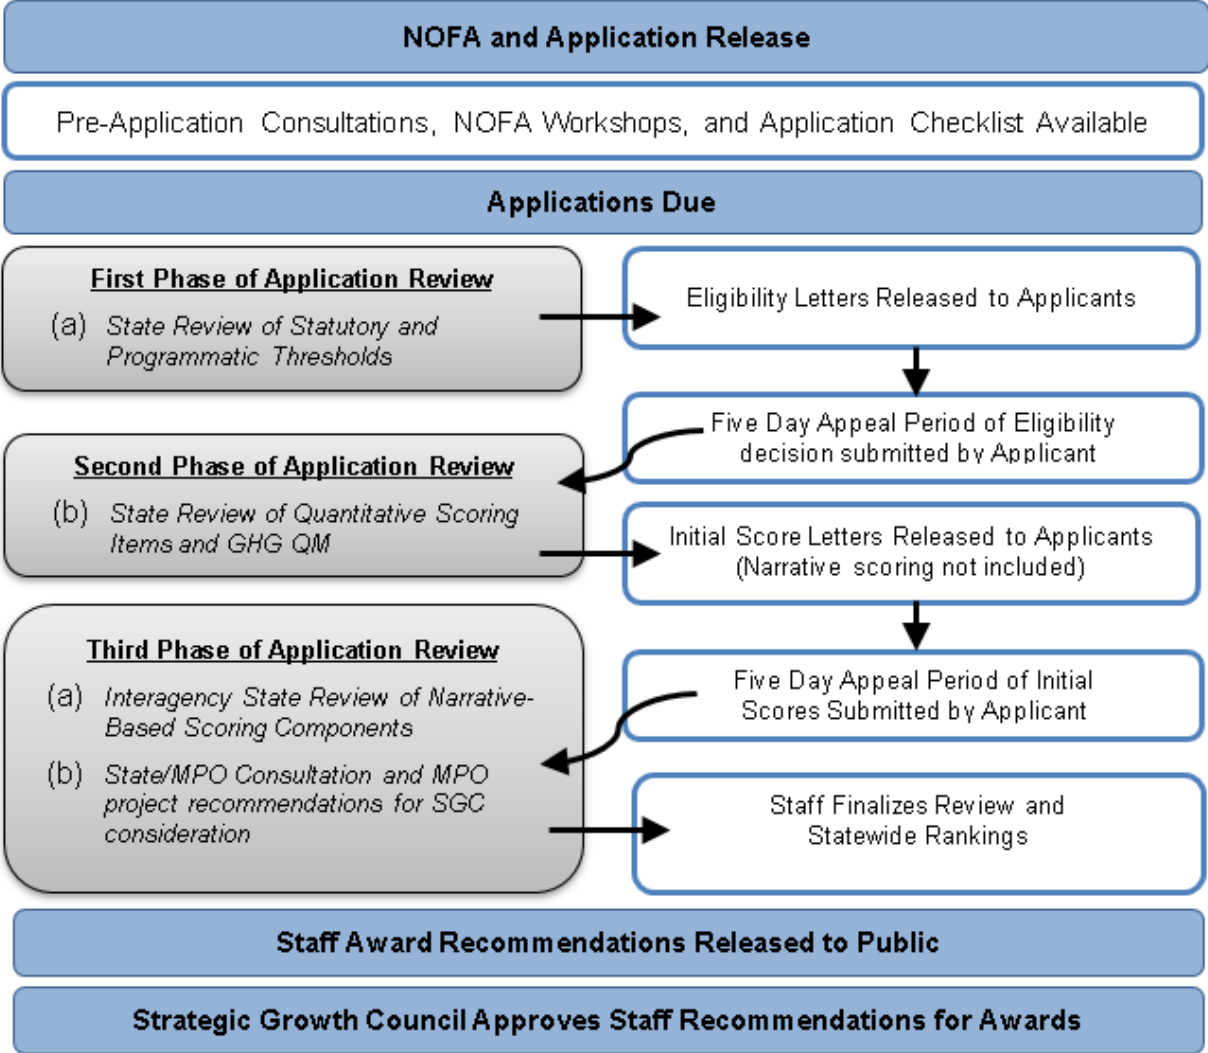 NOFA and Application Release
Pre-Application Consultations, NOFA Workshops, and Application Checklist Available
Applications Due
First Phase of Application Review
(a) State Review of Statutory and
Programmatic Thresholds
Eligibility Letters Released to Applicants
Five Day Appeal Period of Eligibility
decision submitted by Applicant
Second Phase of Application Review
(b) State Review of Quantitative Scoring
Items and GHG QM
Initial Score Letters Released to Applicants
(Narrative scoring not included)
Third Phase of Application Review
(a) Interagency State Review of Narrative-
Based Scoring Components
(b) State/MPO Consultation and MPO
project recommendations for SGC
consideration
Five Day Appeal Period of Initial
Scores Submitted by Applicant
Staff Finalizes Review and
Statewide Rankings
Staff Award Recommendations Released to Public
Strategic Growth Council Approves Staff Recommendations for Awards